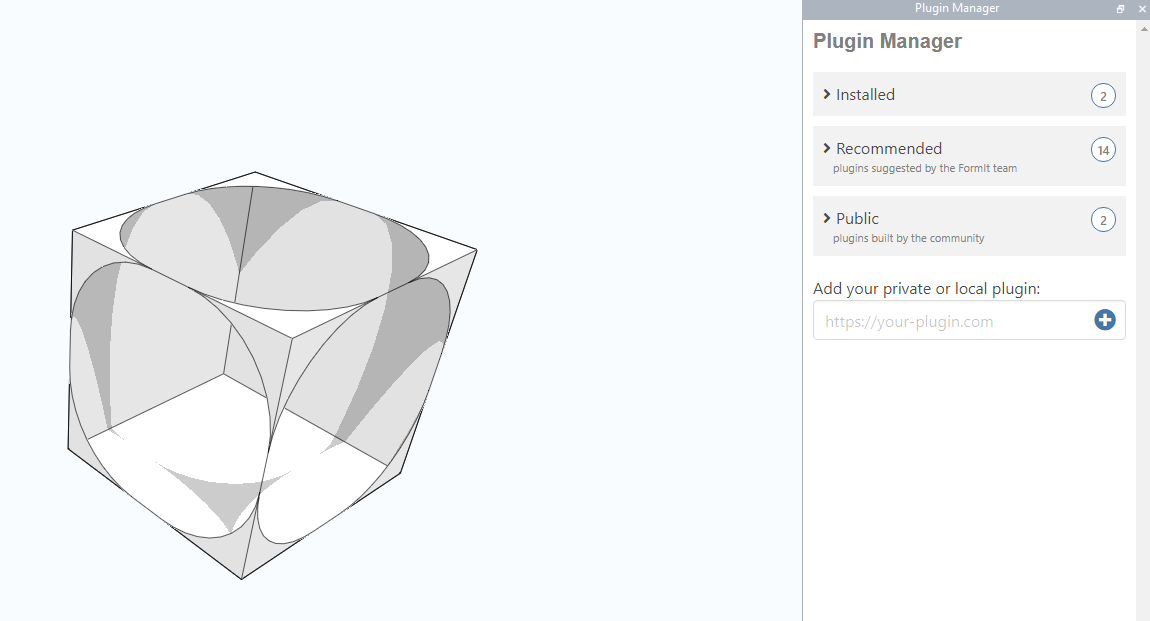 Plugin Manager
Plugin Manager
Installed
2
Recommended
14
plugins suggested by the FormIt team
Public
2
plugins built by the community
Add your private or local plugin:
https://your-plugin.com